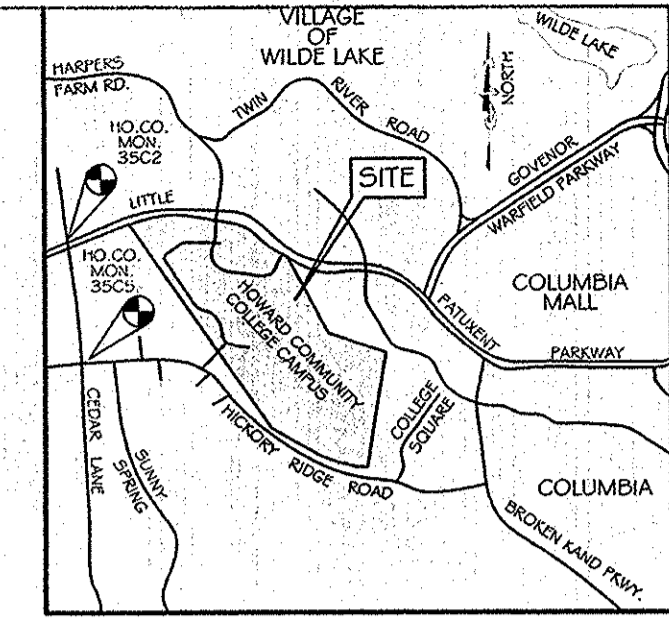 VILLAGE
OF
WILDE LAKE
WILDE LAKE
HARPERS
FARM RD.
TWIN
RIVER
ROAD
NORTH
HO.CO.
MON.
35C2
SITE
GOVENOR
WARFIELD PARKWAY
LITTLE
PATUXENT
PARKWAY
HO.CO.
MON.
35C5
HOWARD COMMUNITY
COLLEGE CAMPUS
COLUMBIA
MALL
CEDAR LANE
SUNNY
SPRING
HICKORY
RIDGE
ROAD
COLLEGE
SQUARE
COLUMBIA
BROKEN KAND PKWY.